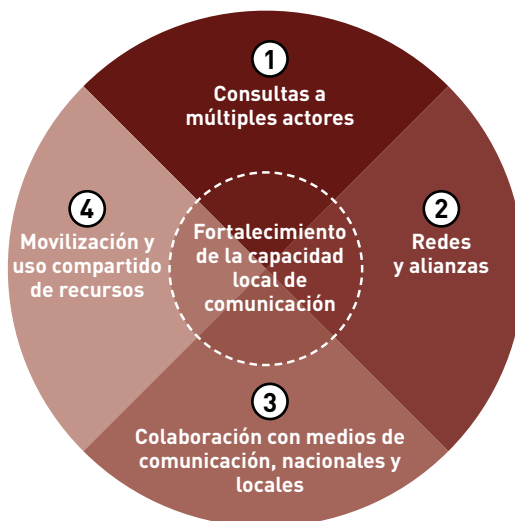 1
Consultas a
múltiples actores
2
Redes
y alianzas
3
Colaboración con medios de
comunicación, nacionales y
locales
4
Movilización y
uso compartido
de recursos
Fortalecimiento
de la capacidad
local de
comunicación